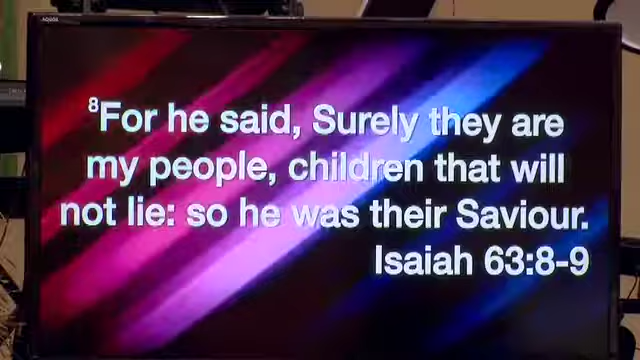 ⁸For he said, Surely they are
my people, children that will
not lie: so he was their Saviour.
Isaiah 63:8-9